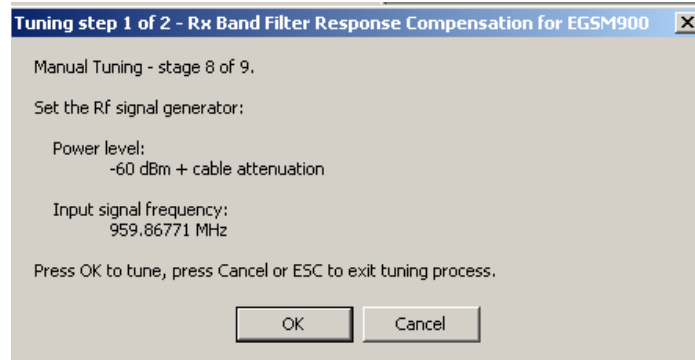 Tuning step 1 of 2 - Rx Band Filter Response Compensation for EGSM900
Manual Tuning - stage 8 of 9.
Set the Rf signal generator:
Power level:
-60 dBm + cable attenuation
Input signal frequency:
959.86771 MHz
Press OK to tune, press Cancel or ESC to exit tuning process.
OK
Cancel